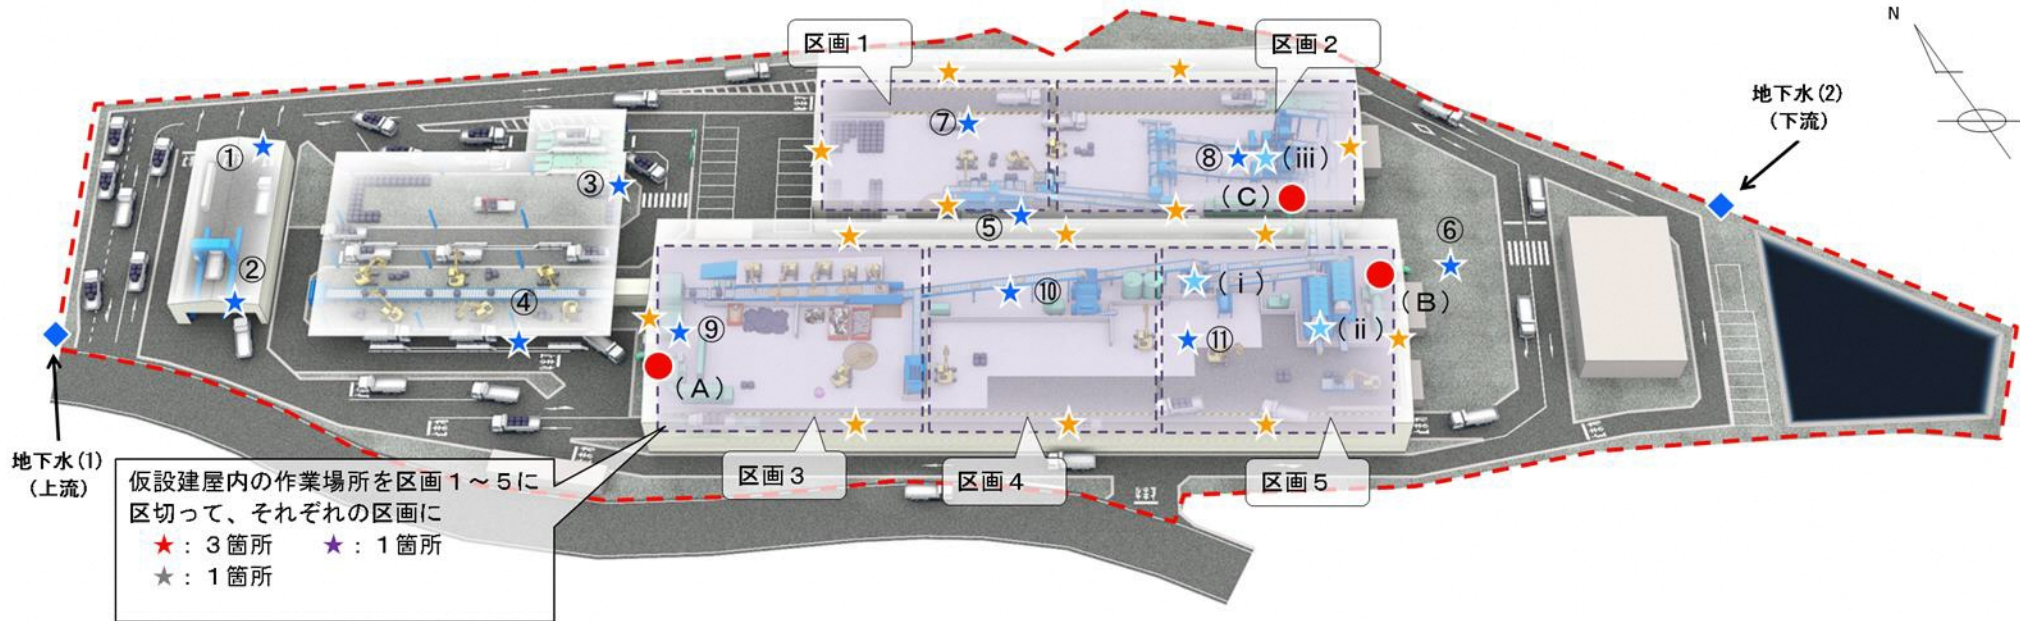 N
区画1
区画2
地下水(2)
(下流)
①
⑦
③
⑧
(iii)
(C)
⑤
⑥
②
④
⑩
(i)
(B)
⑨
⑪
(ii)
(A)
地下水(1)
(上流)
区画3
区画4
区画5
仮設建屋内の作業場所を区画1～5に
区切って、それぞれの区画に
★：3箇所 ★：1箇所
★：1箇所